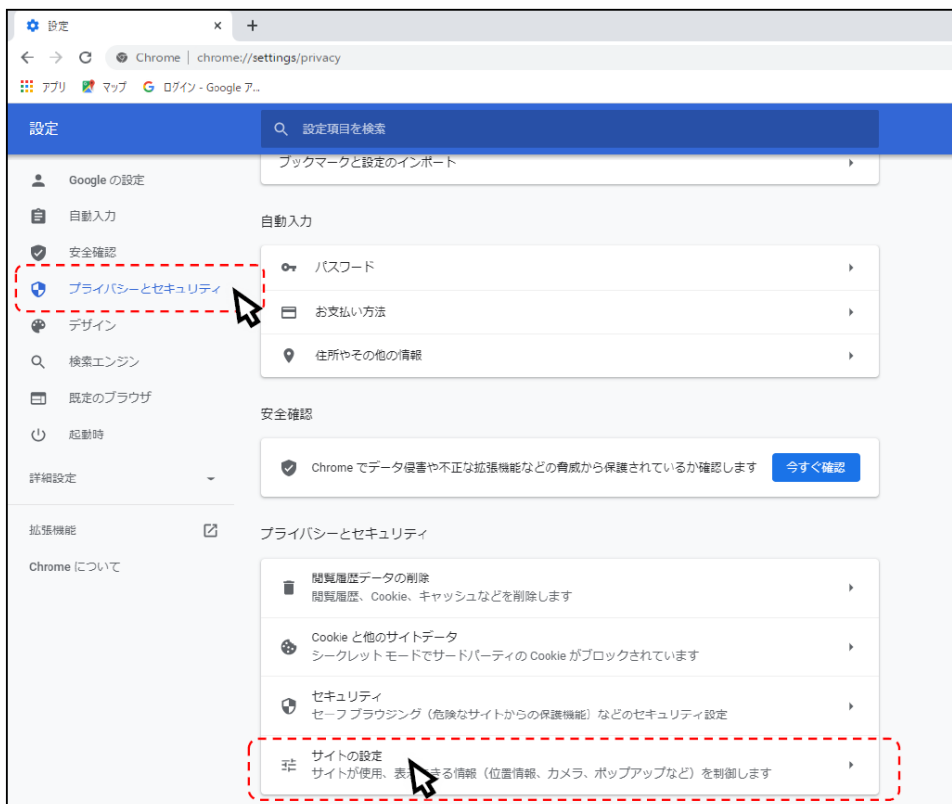 設定
Chrome | chrome://settings/privacy
アプリ マップ ログイン - Google ア...
設定
設定項目を検索
Google の設定
自動入力
安全確認
プライバシーとセキュリティ
デザイン
検索エンジン
既定のブラウザ
起動時
詳細設定
拡張機能
Chrome について
ブックマークと設定のインポート
自動入力
パスワード
お支払い方法
住所やその他の情報
安全確認
Chrome でデータ侵害や不正な拡張機能などの脅威から保護されているか確認します 今すぐ確認
プライバシーとセキュリティ
閲覧履歴データの削除
閲覧履歴、Cookie、キャッシュなどを削除します
Cookie と他のサイトデータ
シークレット モードでサードパーティの Cookie がブロックされています
セキュリティ
セーフ ブラウジング（危険なサイトからの保護機能）などのセキュリティ設定
サイトの設定
サイトが使用、表示できる情報（位置情報、カメラ、ポップアップなど）を制御します